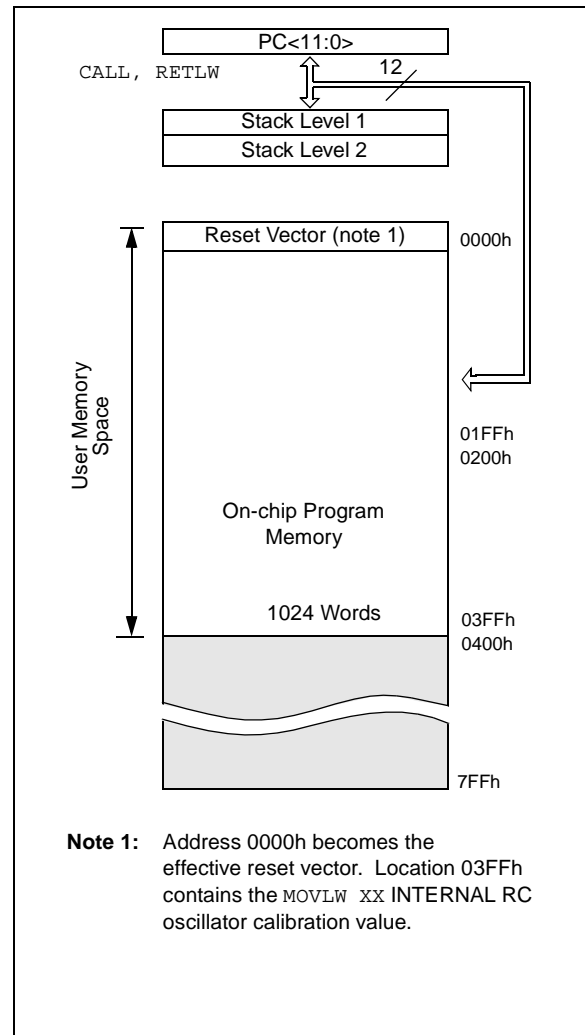 PC<11:0>
CALL, RETLW
12
Stack Level 1
Stack Level 2
Reset Vector (note 1)
0000h
User Memory
Space
01FFh
0200h
On-chip Program
Memory
1024 Words
03FFh
0400h
7FFh
Note 1: Address 0000h becomes the
effective reset vector. Location 03FFh
contains the MOVLW XX INTERNAL RC
oscillator calibration value.